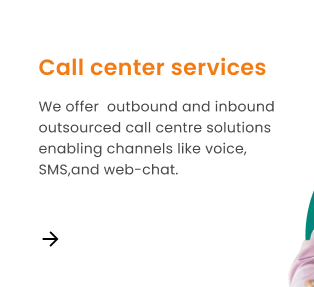 Call center services
We offer  outbound and inbound
outsourced call centre solutions
enabling channels like voice,
SMS,and web-chat.